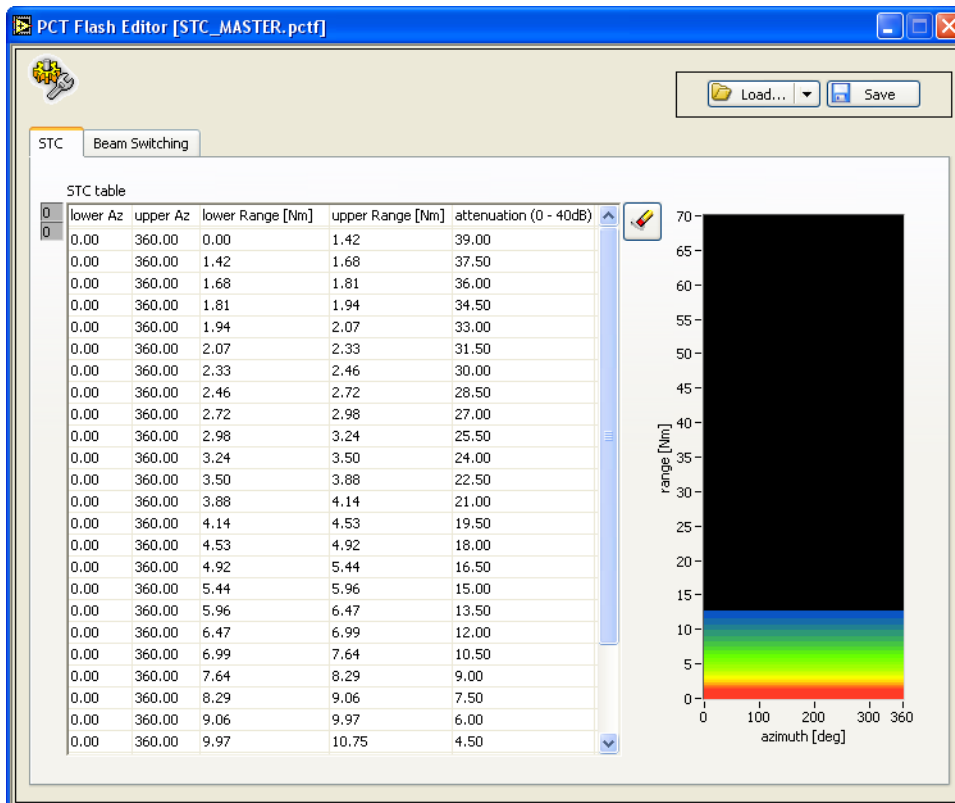 PCT Flash Editor [STC_MASTER.pctf]
Load... Save
STC Beam Switching
STC table
0
0
lower Az upper Az lower Range [Nm] upper Range [Nm] attenuation (0 - 40dB)
0.00 360.00 0.00 1.42 39.00
0.00 360.00 1.42 1.68 37.50
0.00 360.00 1.68 1.81 36.00
0.00 360.00 1.81 1.94 34.50
0.00 360.00 1.94 2.07 33.00
0.00 360.00 2.07 2.33 31.50
0.00 360.00 2.33 2.46 30.00
0.00 360.00 2.46 2.72 28.50
0.00 360.00 2.72 2.98 27.00
0.00 360.00 2.98 3.24 25.50
0.00 360.00 3.24 3.50 24.00
0.00 360.00 3.50 3.88 22.50
0.00 360.00 3.88 4.14 21.00
0.00 360.00 4.14 4.53 19.50
0.00 360.00 4.53 4.92 18.00
0.00 360.00 4.92 5.44 16.50
0.00 360.00 5.44 5.96 15.00
0.00 360.00 5.96 6.47 13.50
0.00 360.00 6.47 6.99 12.00
0.00 360.00 6.99 7.64 10.50
0.00 360.00 7.64 8.29 9.00
0.00 360.00 8.29 9.06 7.50
0.00 360.00 9.06 9.97 6.00
0.00 360.00 9.97 10.75 4.50
range [Nm]
70
65
60
55
50
45
40
35
30
25
20
15
10
5
0
0 100 200 300 360
azimuth [deg]